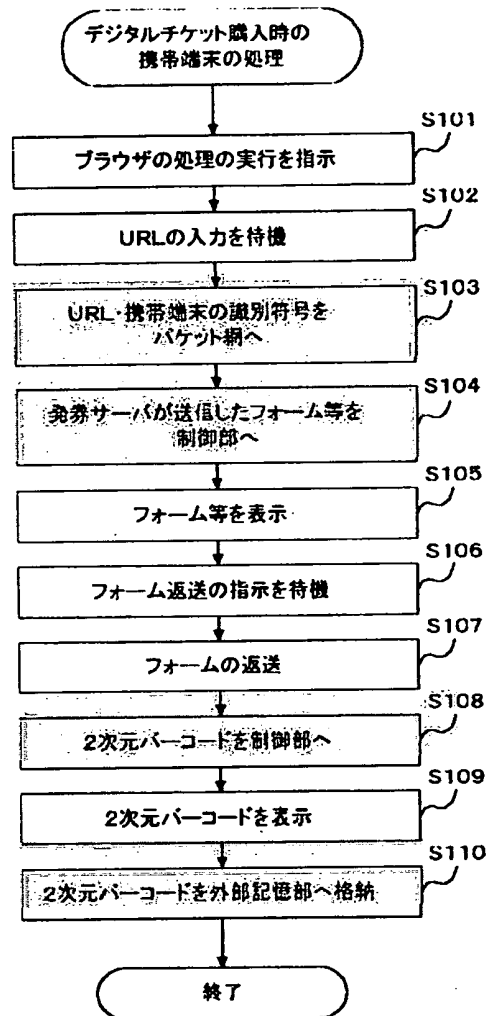 デジタルチケット購入時の
携帯端末の処理
S101
ブラウザの処理の実行を指示
S102
URLの入力を待機
S103
URL・携帯端末の識別符号を
パケット網へ
S104
発券サーバが送信したフォーム等を
制御部へ
S105
フォーム等を表示
S106
フォーム返送の指示を待機
S107
フォームの返送
S108
2次元バーコードを制御部へ
S109
2次元バーコードを表示
S110
2次元バーコードを外部記憶部へ格納
終了